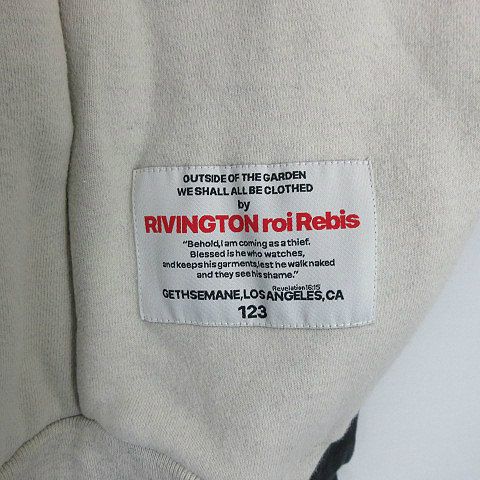 OUTSIDE OF THE GARDEN
WE SHALL ALL BE CLOTHED
by
RIVINGTON roi Rebis
"Behold,I am coming as a thief.
Blessed is he who watches,
and keeps his garments,lest he walk naked
and they see his shame."
Revelation16:15
GETHSEMANE,LOS ANGELES,CA
123